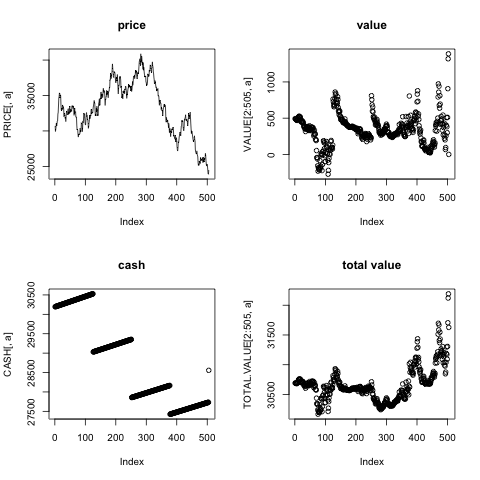 price
value
PRICE[, a]
25000 35000
0 100 200 300 400 500
Index
VALUE[2:505, a]
0 500 1000
0 100 200 300 400 500
Index
cash
total value
CASH[, a]
27500 28500 29500 30500
0 100 200 300 400 500
Index
TOTAL.VALUE[2:505, a]
30500 31500
0 100 200 300 400 500
Index